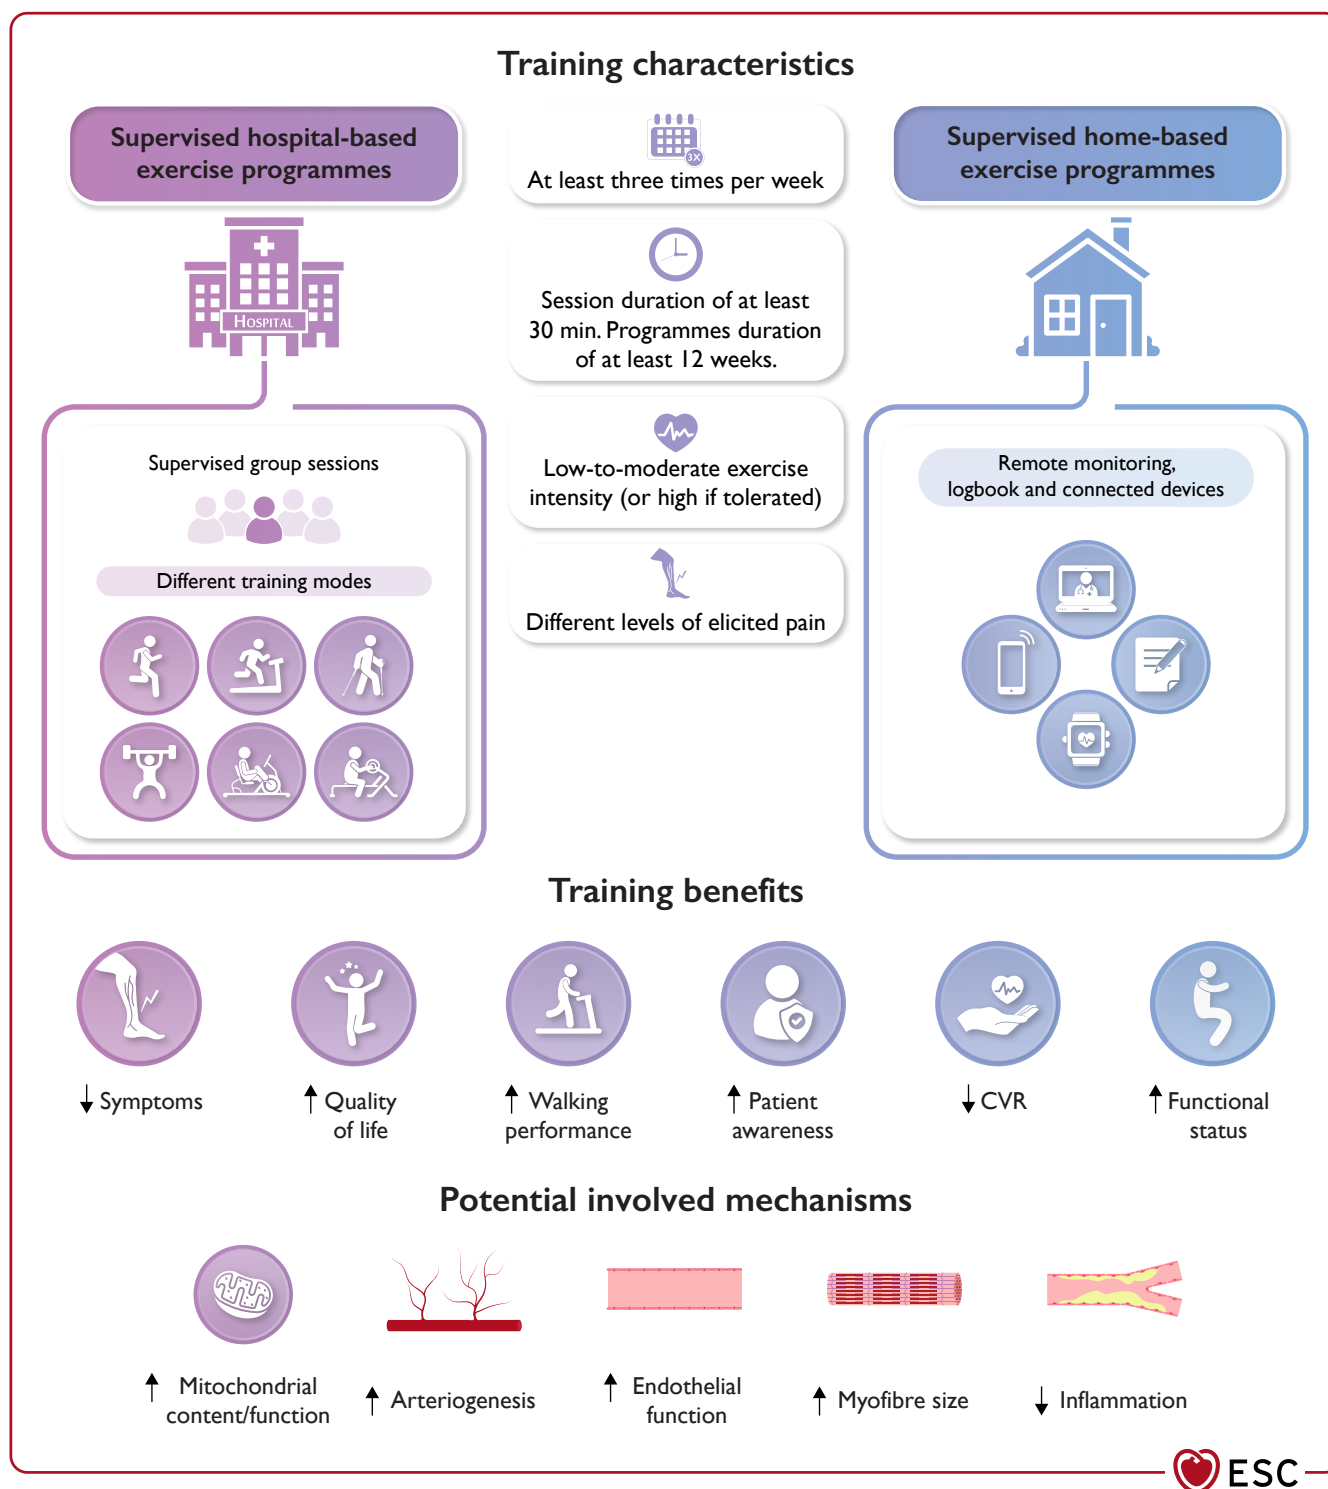 Training characteristics
Supervised hospital-based
exercise programmes
HOSPITAL
Supervised group sessions
Different training modes
3X
At least three times per week
Session duration of at least
30 min. Programmes duration
of at least 12 weeks.
Low-to-moderate exercise
intensity (or high if tolerated)
Different levels of elicited pain
Supervised home-based
exercise programmes
Remote monitoring,
logbook and connected devices
Training benefits
↓ Symptoms
↑ Quality
of life
↑ Walking
performance
↑ Patient
awareness
↓ CVR
↑ Functional
status
Potential involved mechanisms
↑ Mitochondrial
content/function
↑ Arteriogenesis
↑ Endothelial
function
↑ Myofibre size
↓ Inflammation
ESC